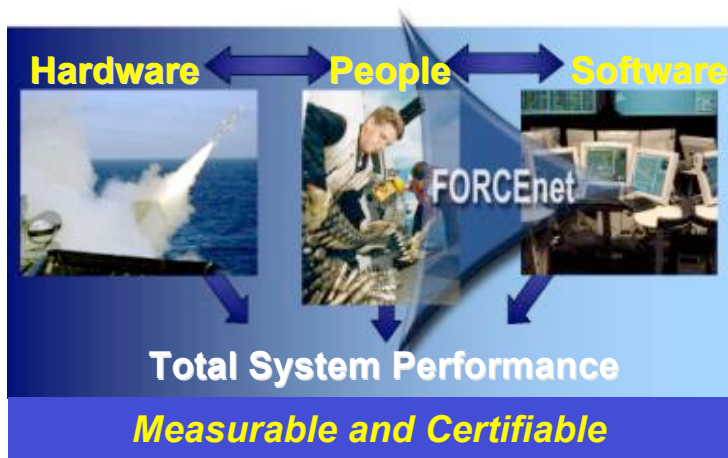 Hardware People Software
FORCEnet
Total System Performance
Measurable and Certifiable